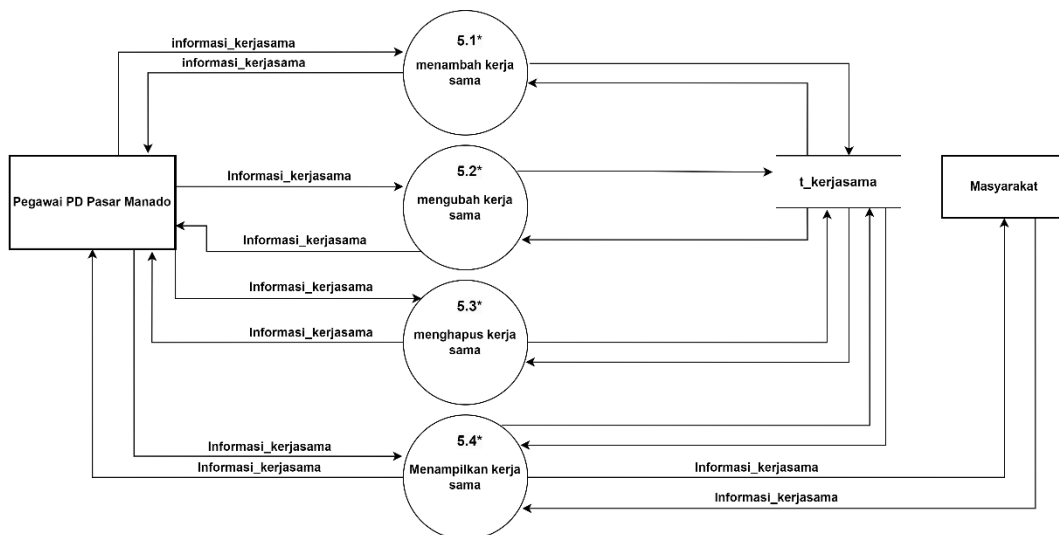 informasi_kerjasama
informasi_kerjasama
5.1*
menambah kerja
sama
Pegawai PD Pasar Manado
Informasi_kerjasama
Informasi_kerjasama
5.2*
mengubah kerja
sama
t_kerjasama
Masyarakat
Informasi_kerjasama
Informasi_kerjasama
5.3*
menghapus kerja
sama
Informasi_kerjasama
Informasi_kerjasama
5.4*
Menampilkan kerja
sama
Informasi_kerjasama
Informasi_kerjasama